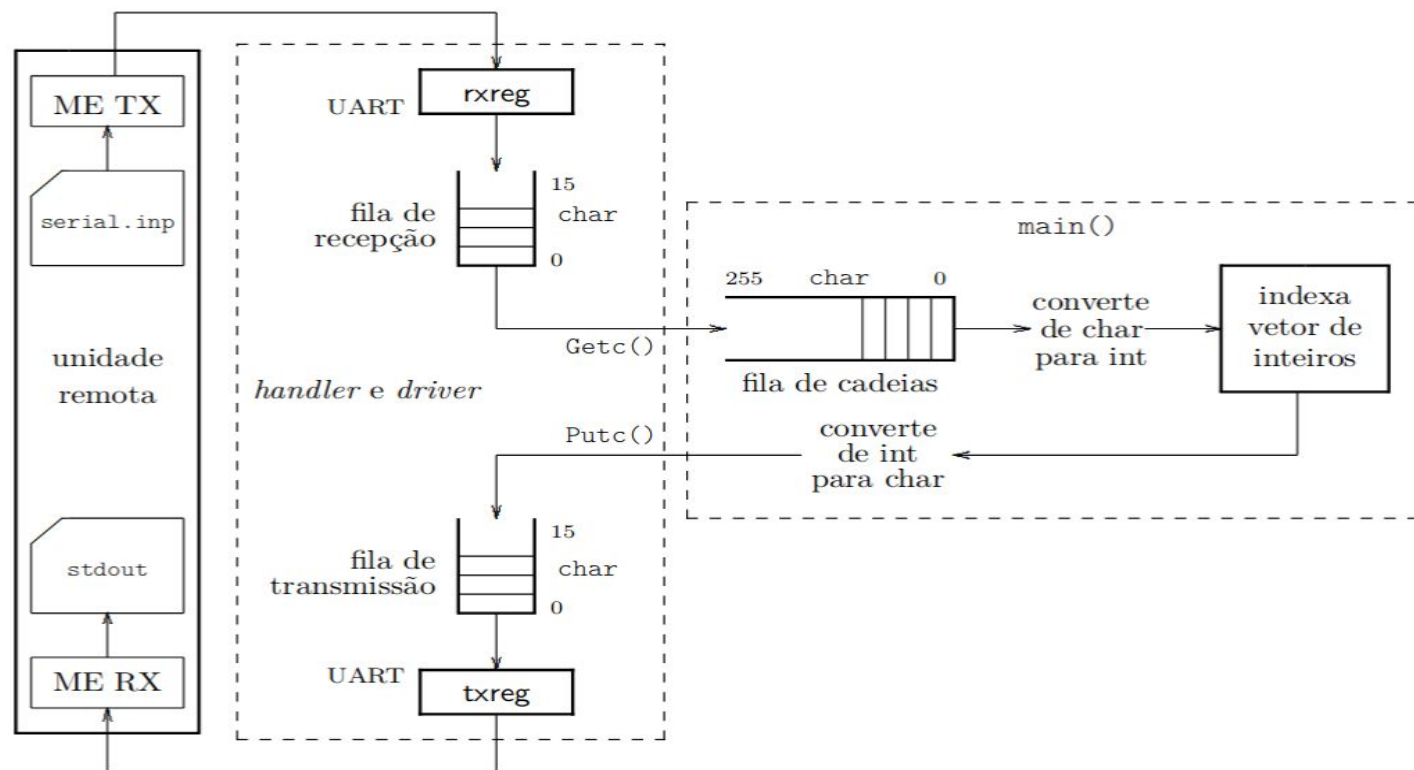 ME TX
serial.inp
unidade
remota
stdout
ME RX
UART
rxreg
fila de
recepção
15
char
0
Getc()
handler e driver
Putc()
fila de
transmissão
15
char
0
UART
txreg
main()
255 char 0
fila de cadeias
converte
de char
para int
indexa
vetor de
inteiros
converte
de int
para char